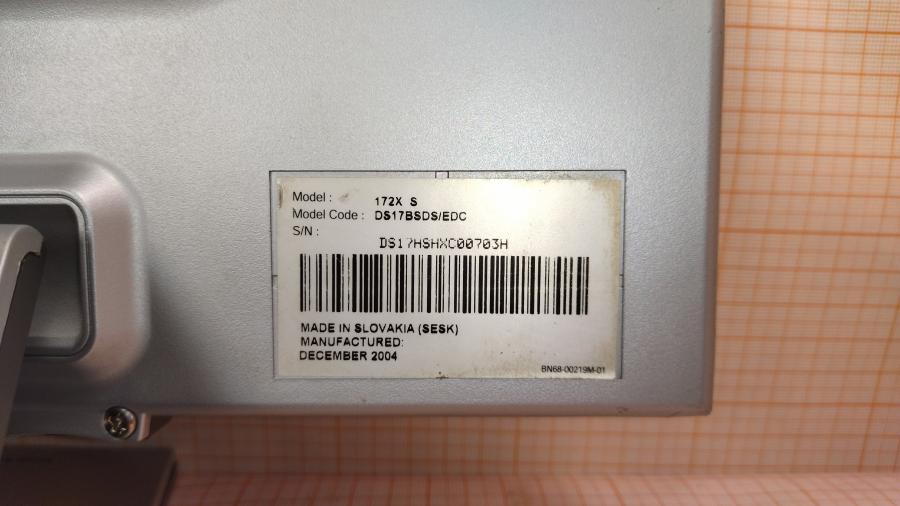 Model : 172X S
Model Code : DS17BSDS/EDC
S/N :
DS17HSHXC00703H
MADE IN SLOVAKIA (SESK)
MANUFACTURED:
DECEMBER 2004
BN68-00219M-01